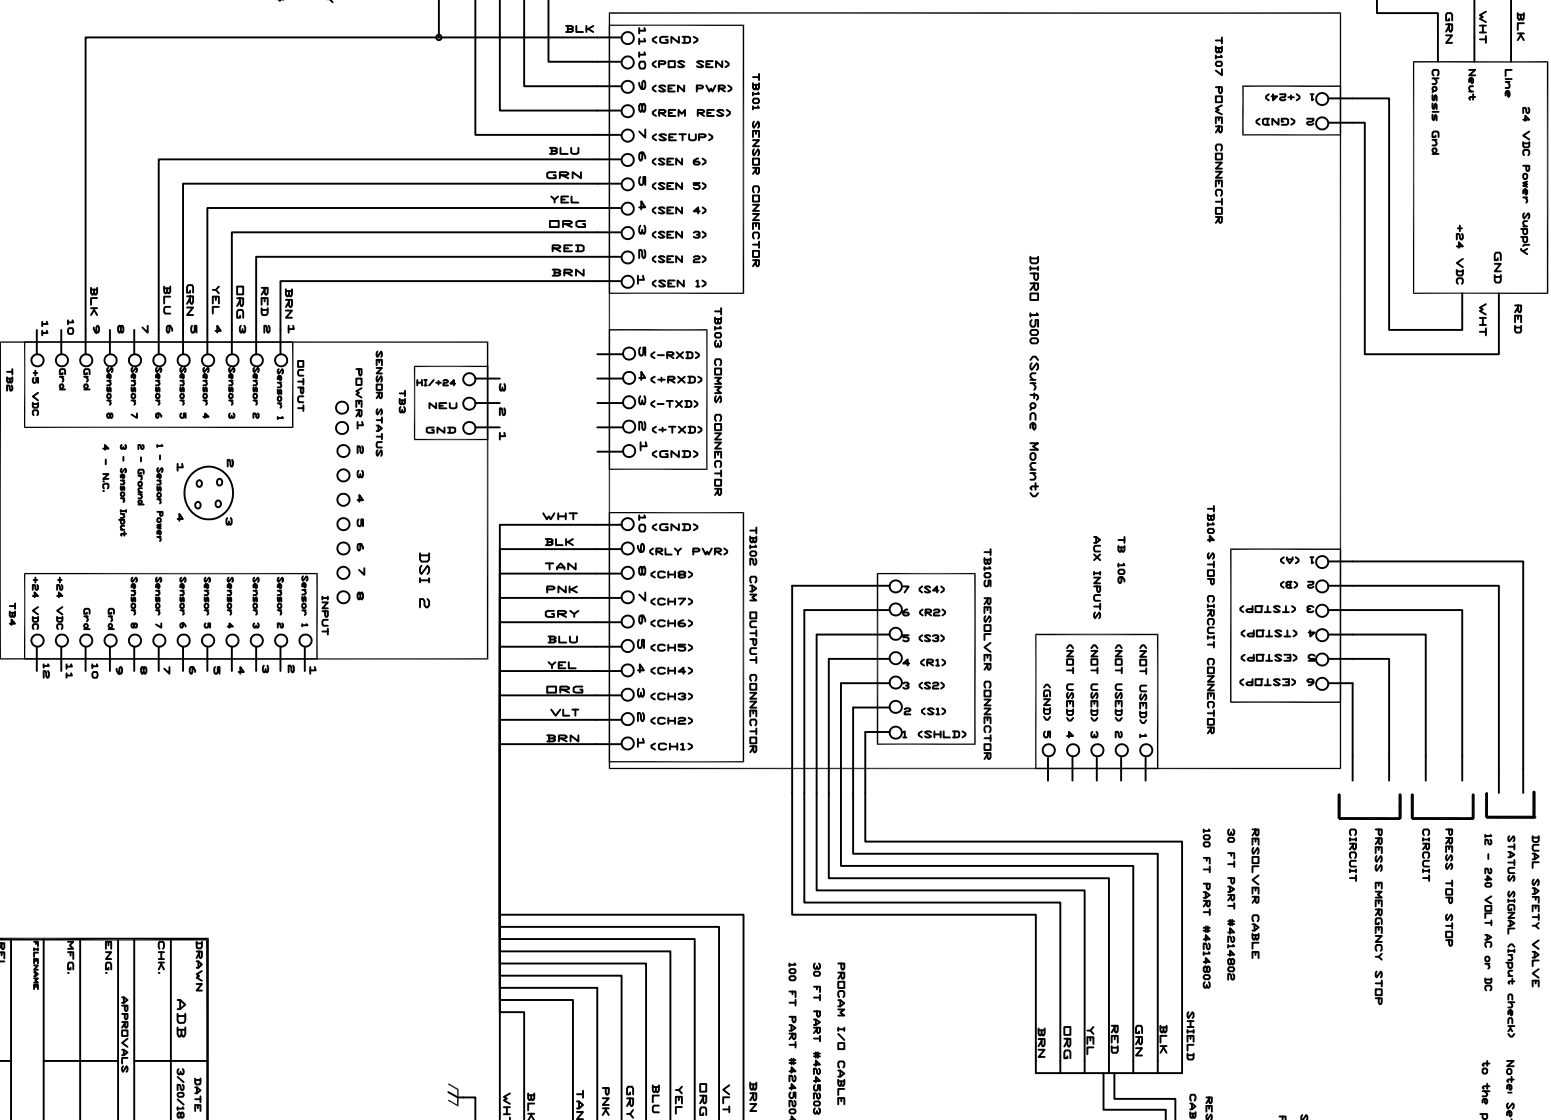 BLK
WHT
GRN
Line
Neut
Chassis Gnd
24 VDC Power Supply
+24 VDC
GND
RED
WHT
TB107 POWER CONNECTOR
1 (+24)
2 (GND)
DIPRO 1500 (Surface Mount)
TB101 SENSOR CONNECTOR
BLK 11 (GND)
10 (POS SEN)
9 (SEN PWR)
8 (REM RES)
7 (SETUP)
BLU 6 (SEN 6)
GRN 5 (SEN 5)
YEL 4 (SEN 4)
ORG 3 (SEN 3)
RED 2 (SEN 2)
BRN 1 (SEN 1)
TB103 COMMS CONNECTOR
5 (-RXD)
4 (+RXD)
3 (-TXD)
2 (+TXD)
1 (GND)
TB102 CAM OUTPUT CONNECTOR
WHT 10 (GND)
BLK 9 (RLY PWR)
TAN 8 (CH8)
PNK 7 (CH7)
GRY 6 (CH6)
BLU 5 (CH5)
YEL 4 (CH4)
ORG 3 (CH3)
VLT 2 (CH2)
BRN 1 (CH1)
TB105 RESOLVER CONNECTOR
7 (S4)
6 (R2)
5 (S3)
4 (R1)
3 (S2)
2 (S1)
1 (SHLD)
TB 106
AUX INPUTS
(NOT USED) 1
(NOT USED) 2
(NOT USED) 3
(NOT USED) 4
(GND) 5
TB104 STOP CIRCUIT CONNECTOR
1 (A)
2 (B)
3 (TSTOP)
4 (TSTOP)
5 (ESTOP)
6 (ESTOP)
DUAL SAFETY VALVE
STATUS SIGNAL (Input check) Note: Se
12 - 240 VOLT AC or DC to the p
PRESS TOP STOP
CIRCUIT
PRESS EMERGENCY STOP
CIRCUIT
RESOLVER CABLE
30 FT PART #4214802
100 FT PART #4214803
SHIELD
BLK
GRN
RED
YEL
ORG
BRN
RES
CAB
PROCAM I/O CABLE
30 FT PART #4245203
100 FT PART #4245204
BRN
VLT
ORG
YEL
BLU
GRY
PNK
TAN
BLK
WHT
BRN 1
RED 2
ORG 3
YEL 4
GRN 5
BLU 6
7
8
BLK 9
10
11
OUTPUT
Sensor 1
Sensor 2
Sensor 3
Sensor 4
Sensor 5
Sensor 6
Sensor 7
Sensor 8
Grd
Grd
+5 VDC
TB2
SENSOR STATUS
POWER 1 2 3 4 5 6 7 8
TB3
HI/+24 3
NEU 2
GND 1
1 - Sensor Power
2 - Ground
3 - Sensor Input
4 - N.C.
1
2
3
4
DSI 2
INPUT
Sensor 1 1
Sensor 2 2
Sensor 3 3
Sensor 4 4
Sensor 5 5
Sensor 6 6
Sensor 7 7
Sensor 8 8
Grd 9
Grd 10
+24 VDC 11
+24 VDC 12
TB4
DRAWN ADB DATE 3/20/18
CHK.
APPROVALS
ENG.
MFG.
FILENAME